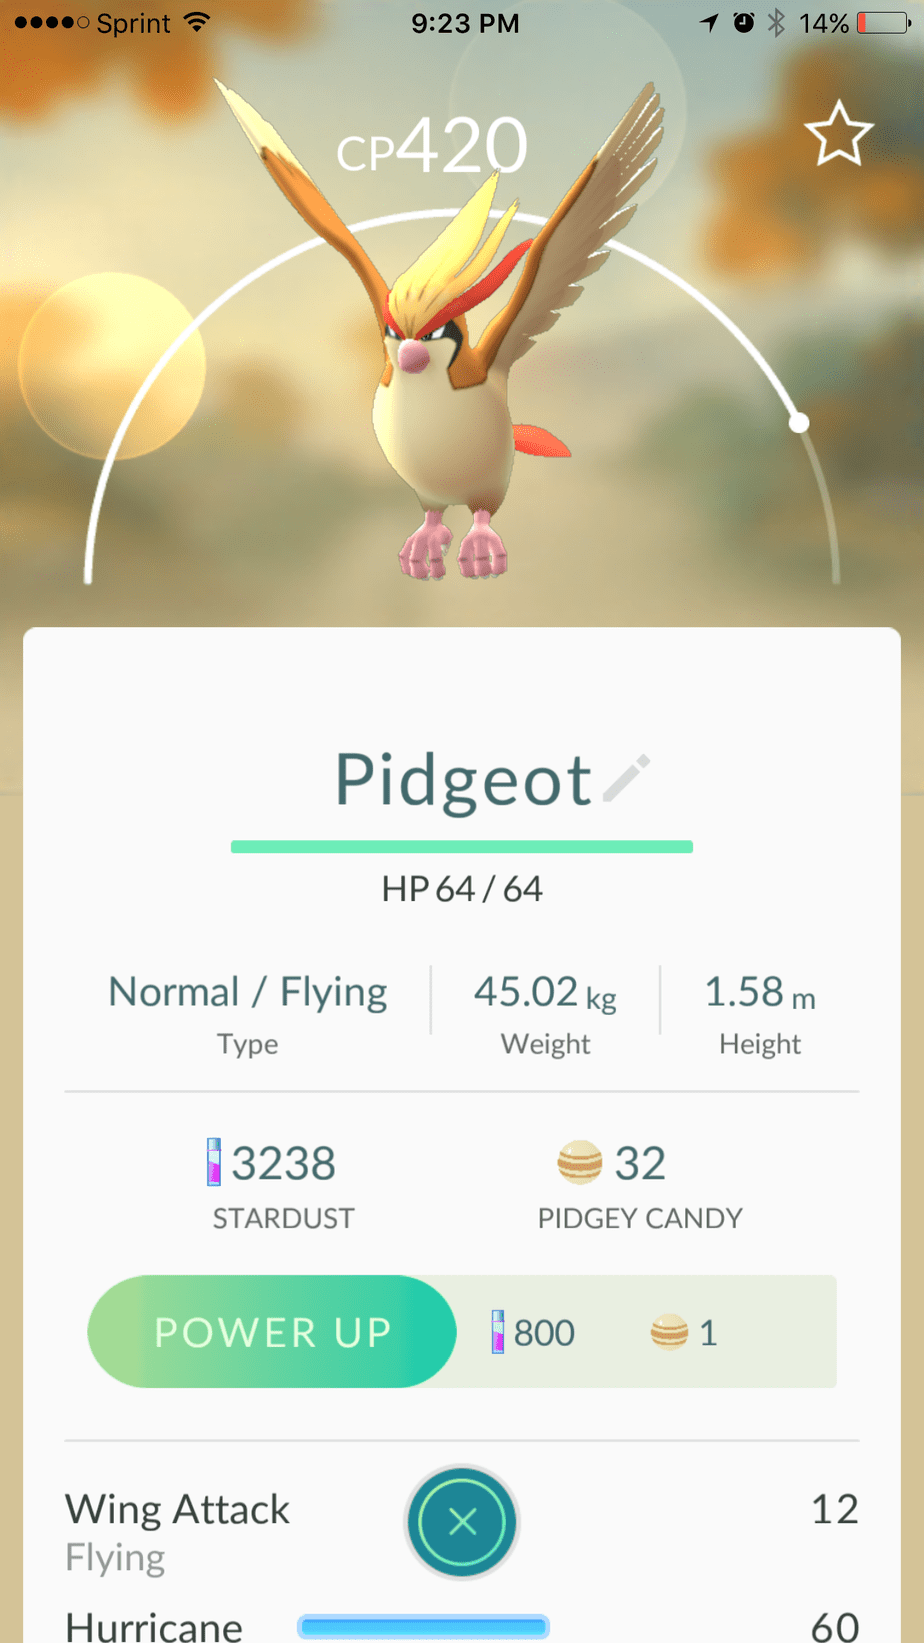 Sprint 9:23 PM 14%
CP420
Pidgeot
HP 64 / 64
Normal / Flying 45.02 kg 1.58 m
Type Weight Height
3238 32
STARDUST PIDGEY CANDY
POWER UP 800 1
Wing Attack 12
Flying
Hurricane 60